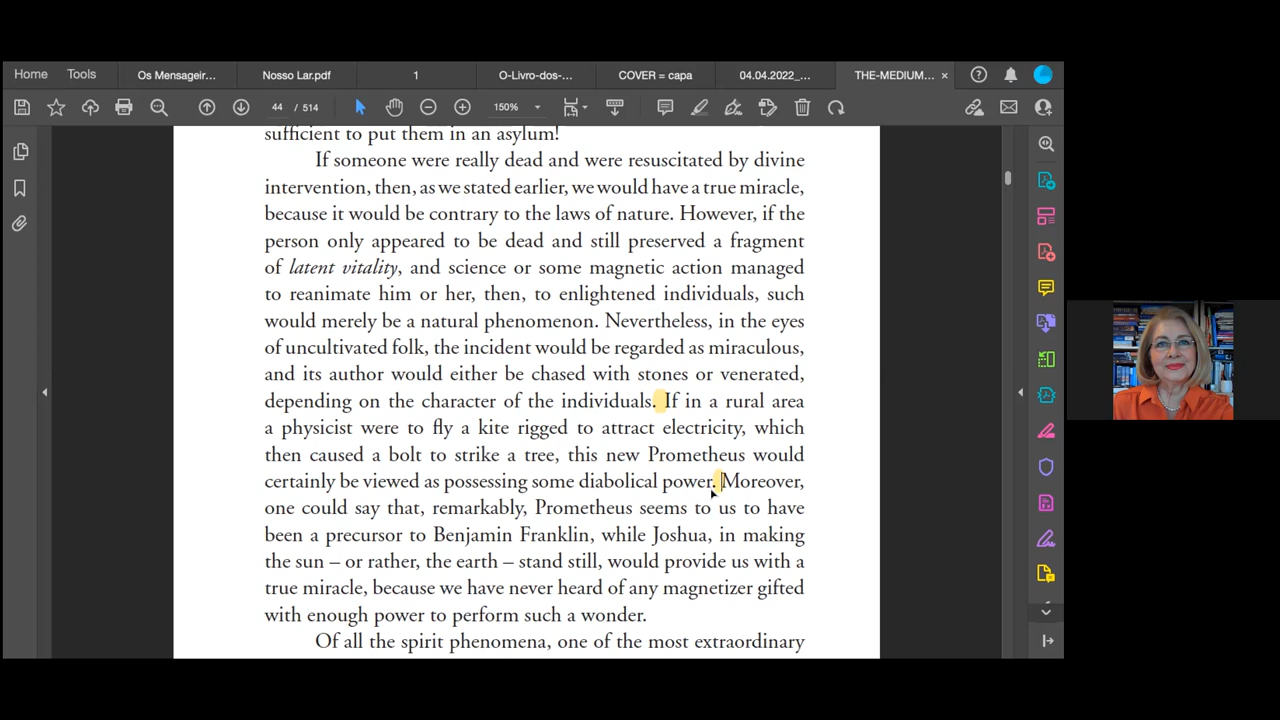 Home Tools Os Mensageir... Nosso Lar.pdf 1 O-Livro-dos-... COVER = capa 04.04.2022_... THE-MEDIUM... ×
44 / 514 150%
sufficient to put them in an asylum!
If someone were really dead and were resuscitated by divine
intervention, then, as we stated earlier, we would have a true miracle,
because it would be contrary to the laws of nature. However, if the
person only appeared to be dead and still preserved a fragment
of latent vitality, and science or some magnetic action managed
to reanimate him or her, then, to enlightened individuals, such
would merely be a natural phenomenon. Nevertheless, in the eyes
of uncultivated folk, the incident would be regarded as miraculous,
and its author would either be chased with stones or venerated,
depending on the character of the individuals. If in a rural area
a physicist were to fly a kite rigged to attract electricity, which
then caused a bolt to strike a tree, this new Prometheus would
certainly be viewed as possessing some diabolical power. Moreover,
one could say that, remarkably, Prometheus seems to us to have
been a precursor to Benjamin Franklin, while Joshua, in making
the sun – or rather, the earth – stand still, would provide us with a
true miracle, because we have never heard of any magnetizer gifted
with enough power to perform such a wonder.
Of all the spirit phenomena, one of the most extraordinary